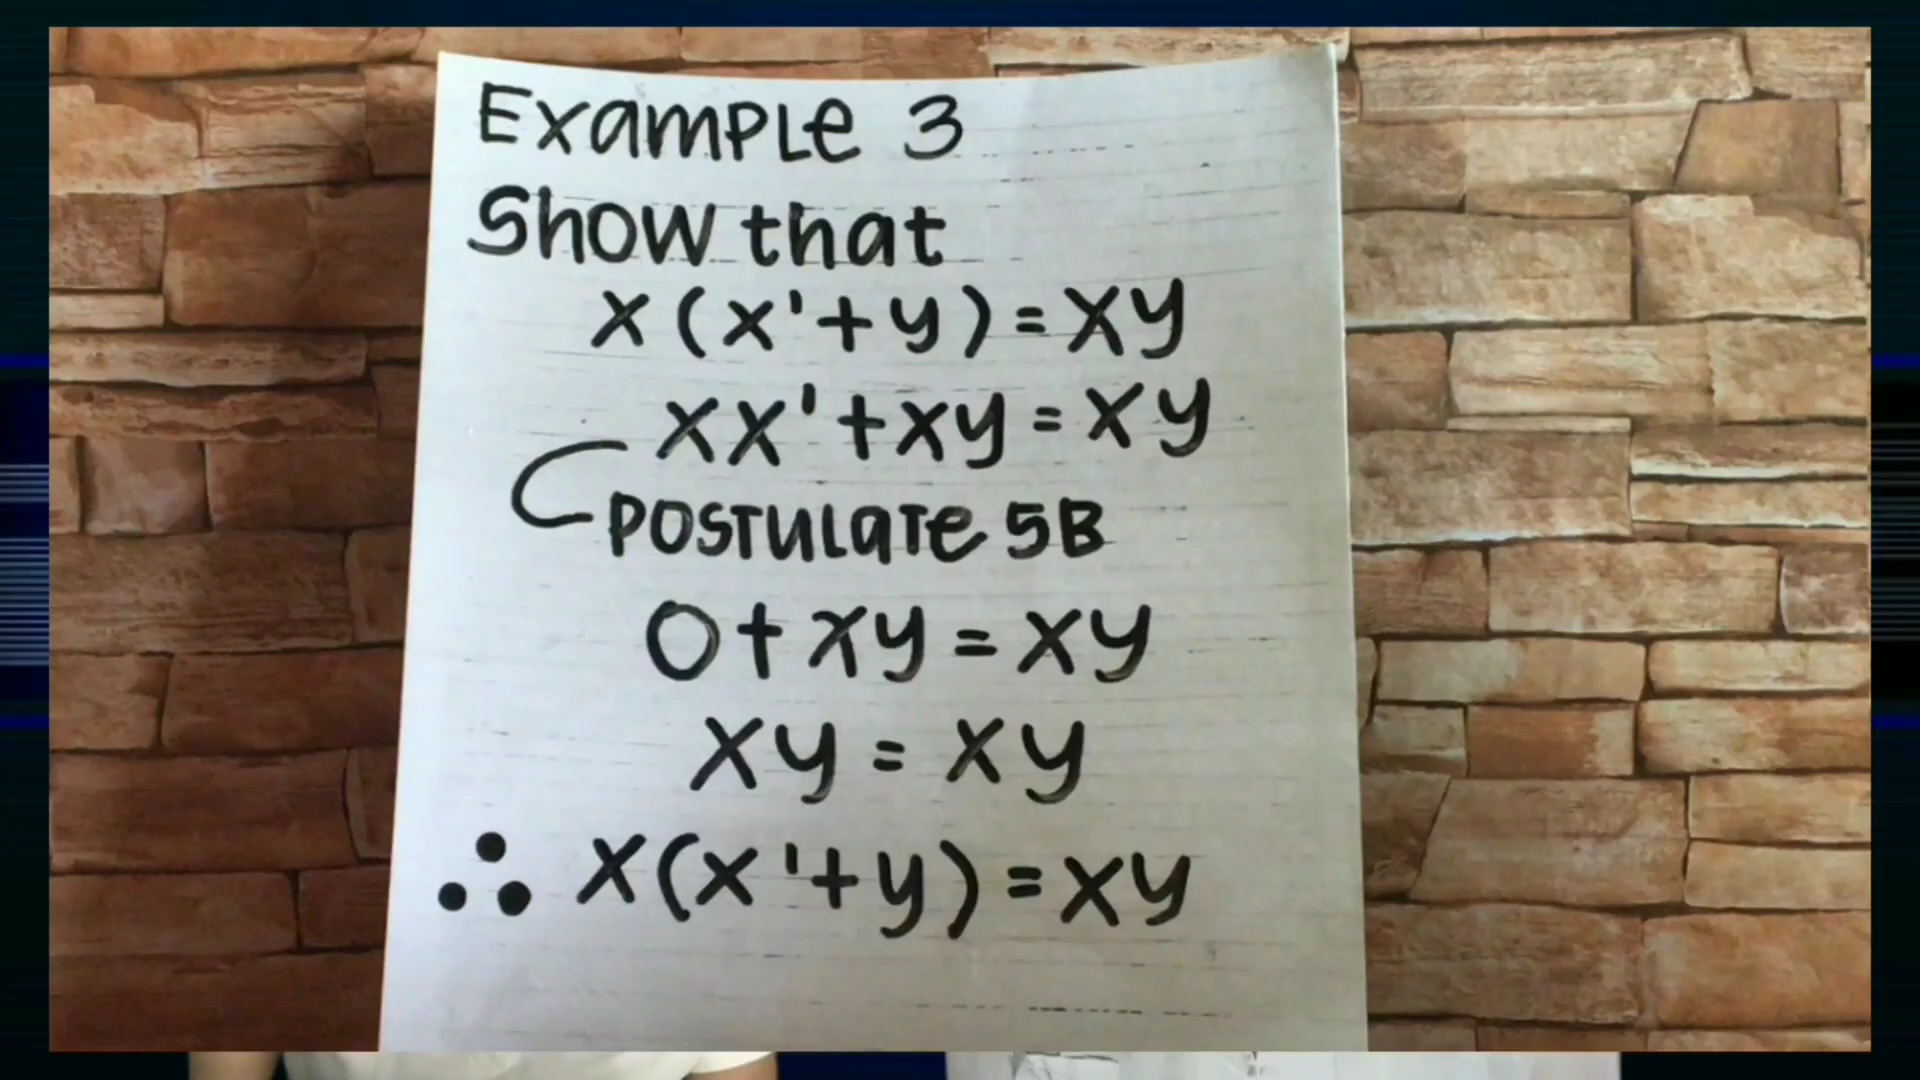 Example 3
Show that
x(x'+y)=xy
xx'+xy=xy
Postulate 5B
0+xy=xy
xy=xy
∴ x(x'+y)=xy